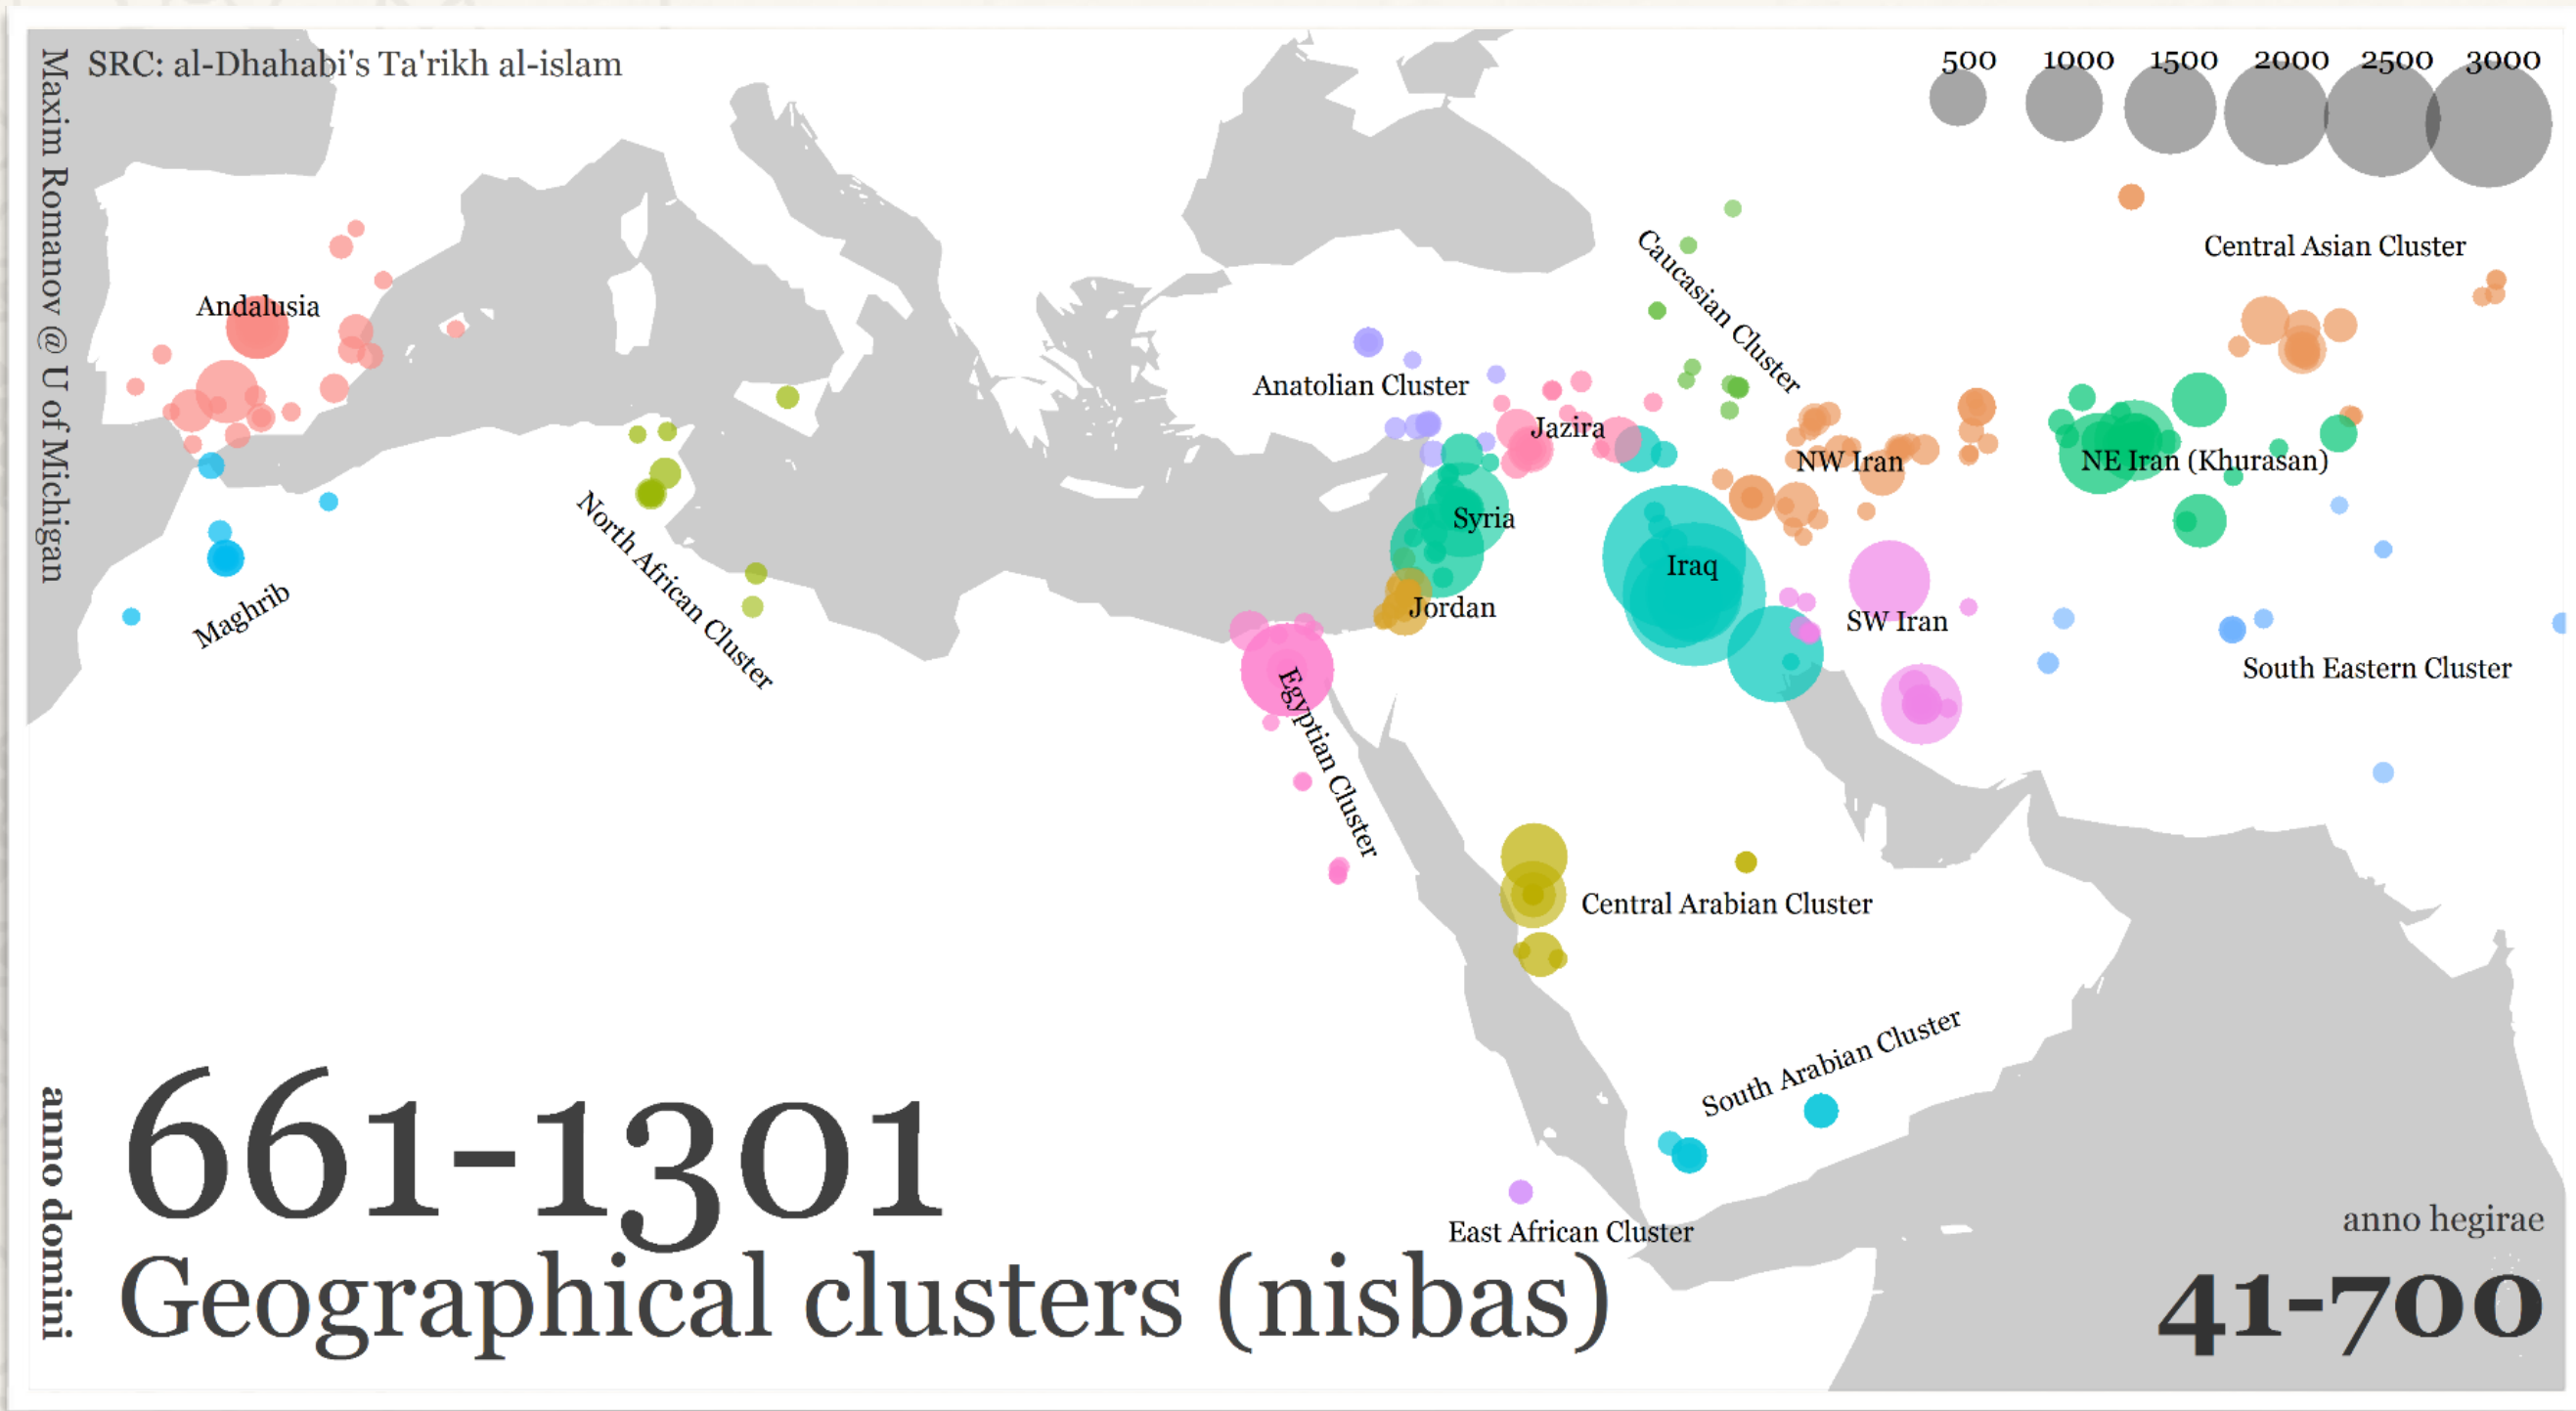 SRC: al-Dhahabi's Ta'rikh al-islam
Maxim Romanov @ U of Michigan
500 1000 1500 2000 2500 3000
Central Asian Cluster
Caucasian Cluster
Andalusia
Anatolian Cluster
Jazira
NW Iran
NE Iran (Khurasan)
Syria
Iraq
North African Cluster
Maghrib
Jordan
SW Iran
South Eastern Cluster
Egyptian Cluster
Central Arabian Cluster
South Arabian Cluster
East African Cluster
anno domini
661-1301
Geographical clusters (nisbas)
anno hegirae
41-700